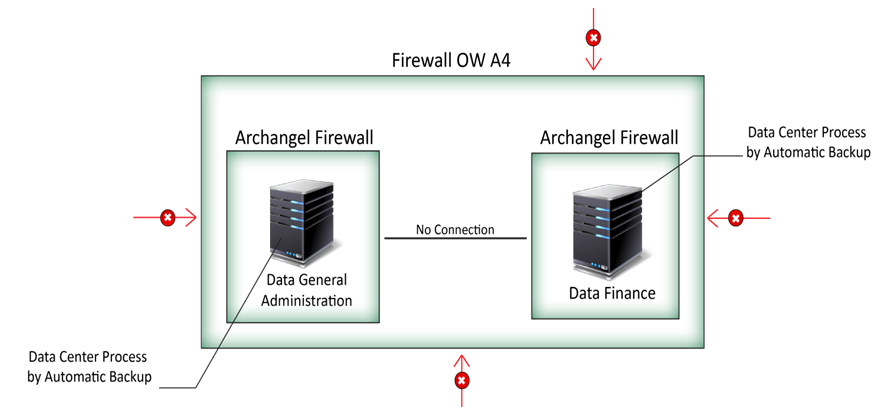 Firewall OW A4
Archangel Firewall
Archangel Firewall
Data Center Process
by Automatic Backup
No Connection
Data General
Administration
Data Finance
Data Center Process
by Automatic Backup